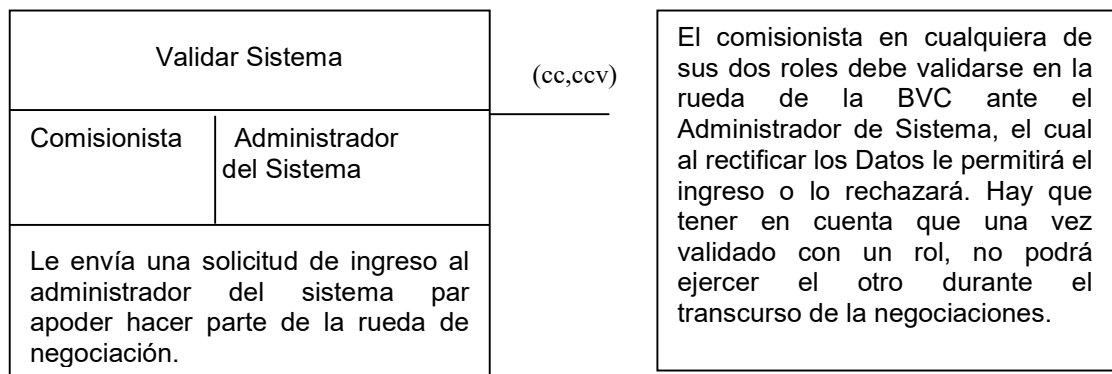 Validar Sistema
Comisionista
Administrador
del Sistema
Le envía una solicitud de ingreso al
administrador del sistema par
apoder hacer parte de la rueda de
negociación.
(cc,ccv)
El comisionista en cualquiera de
sus dos roles debe validarse en la
rueda de la BVC ante el
Administrador de Sistema, el cual
al rectificar los Datos le permitirá el
ingreso o lo rechazará. Hay que
tener en cuenta que una vez
validado con un rol, no podrá
ejercer el otro durante el
transcurso de la negociaciones.